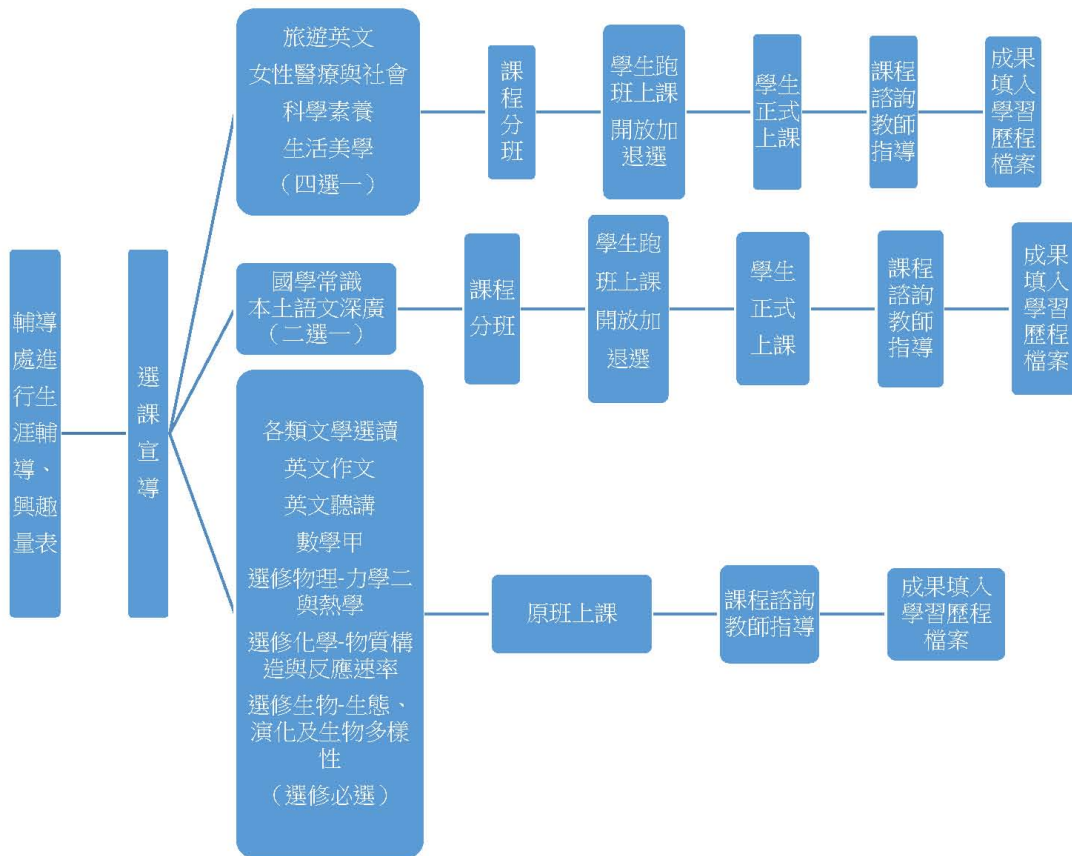 輔導
處進
行生
涯輔
導、
興趣
量表
選
課
宣
導
旅遊英文
女性醫療與社會
科學素養
生活美學
（四選一）
課
程
分
班
學生跑
班上課
開放加
退選
學生
正式
上課
課程
諮詢
教師
指導
成果
填入
學習
歷程
檔案
國學常識
本土語文深廣
（二選一）
課程
分班
學生跑
班上課
開放加
退選
學生
正式
上課
課程
諮詢
教師
指導
成果
填入
學習
歷程
檔案
各類文學選讀
英文作文
英文聽講
數學甲
選修物理-力學二
與熱學
選修化學-物質構
造與反應速率
選修生物-生態、
演化及生物多樣
性
（選修必選）
原班上課
課程諮詢
教師指導
成果填入
學習歷程
檔案